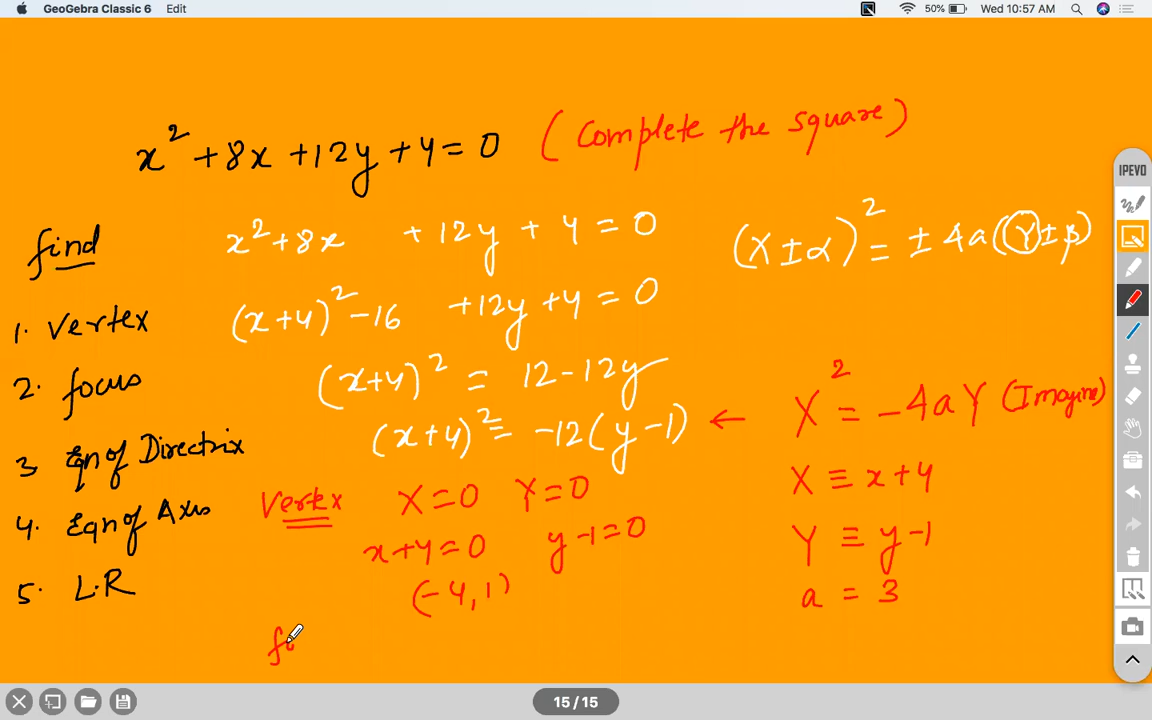 GeoGebra Classic 6 Edit 50% Wed 10:57 AM
x² + 8x + 12y + 4 = 0 (Complete the square)
find
x² + 8x + 12y + 4 = 0
(X ± α)² = ± 4a(Y ± β)
IPEVO
(x+4)² - 16 + 12y + 4 = 0
1. Vertex
(x+4)² = 12 - 12y
2. focus
(x+4)² = -12(y-1) ← X² = -4aY (Imagine)
3 Eqn of Directrix
Vertex X=0 Y=0
X ≡ x+4
4. Eqn of Axis
x+4=0 y-1=0
Y ≡ y-1
5. L.R
(-4,1)
a = 3
fo
15 / 15